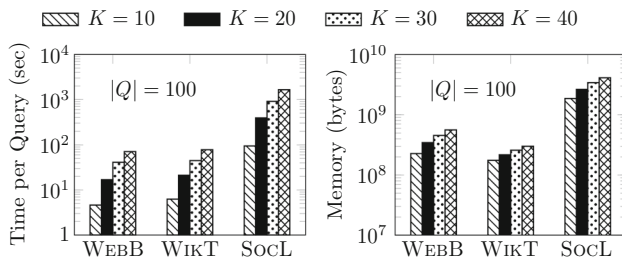 K = 10 K = 20 K = 30 K = 40
Time per Query (sec)
10^4
10^3
10^2
10^1
1
|Q| = 100
WEBB WIKT SOCL
Memory (bytes)
10^10
10^9
10^8
10^7
|Q| = 100
WEBB WIKT SOCL